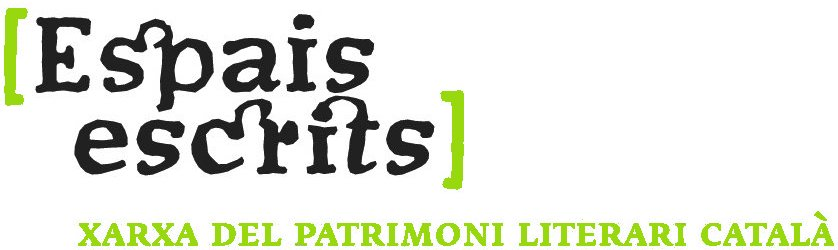 [Espais
escrits]
XARXA DEL PATRIMONI LITERARI CATALÀ